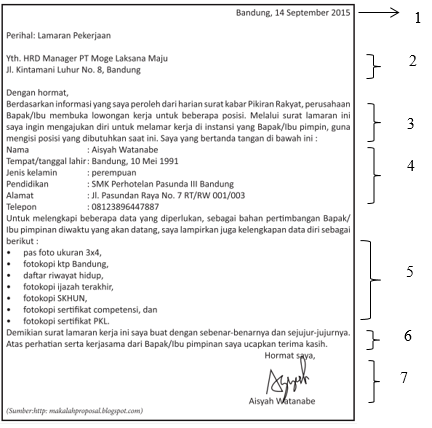 Bandung, 14 September 2015
1
Perihal: Lamaran Pekerjaan
Yth. HRD Manager PT Moge Laksana Maju
Jl. Kintamani Luhur No. 8, Bandung
2
Dengan hormat,
Berdasarkan informasi yang saya peroleh dari harian surat kabar Pikiran Rakyat, perusahaan
Bapak/Ibu membuka lowongan kerja untuk beberapa posisi. Melalui surat lamaran ini
saya ingin mengajukan diri untuk melamar kerja di instansi yang Bapak/Ibu pimpin, guna
mengisi posisi yang dibutuhkan saat ini. Saya yang bertanda tangan di bawah ini :
3
Nama : Aisyah Watanabe
Tempat/tanggal lahir : Bandung, 10 Mei 1991
Jenis kelamin : perempuan
Pendidikan : SMK Perhotelan Pasunda III Bandung
Alamat : Jl. Pasundan Raya No. 7 RT/RW 001/003
Telepon : 08123896447887
4
Untuk melengkapi beberapa data yang diperlukan, sebagai bahan pertimbangan Bapak/
Ibu pimpinan diwaktu yang akan datang, saya lampirkan juga kelengkapan data diri sebagai
berikut :
• pas foto ukuran 3x4,
• fotokopi ktp Bandung,
• daftar riwayat hidup,
• fotokopi ijazah terakhir,
• fotokopi SKHUN,
• fotokopi sertifikat competensi, dan
• fotokopi sertifikat PKL.
5
Demikian surat lamaran kerja ini saya buat dengan sebenar-benarnya dan sejujur-jujurnya.
Atas perhatian serta kerjasama dari Bapak/Ibu pimpinan saya ucapkan terima kasih.
6
Hormat saya,
Aisyah Watanabe
7
(Sumber:http: makalahproposal.blogspot.com)